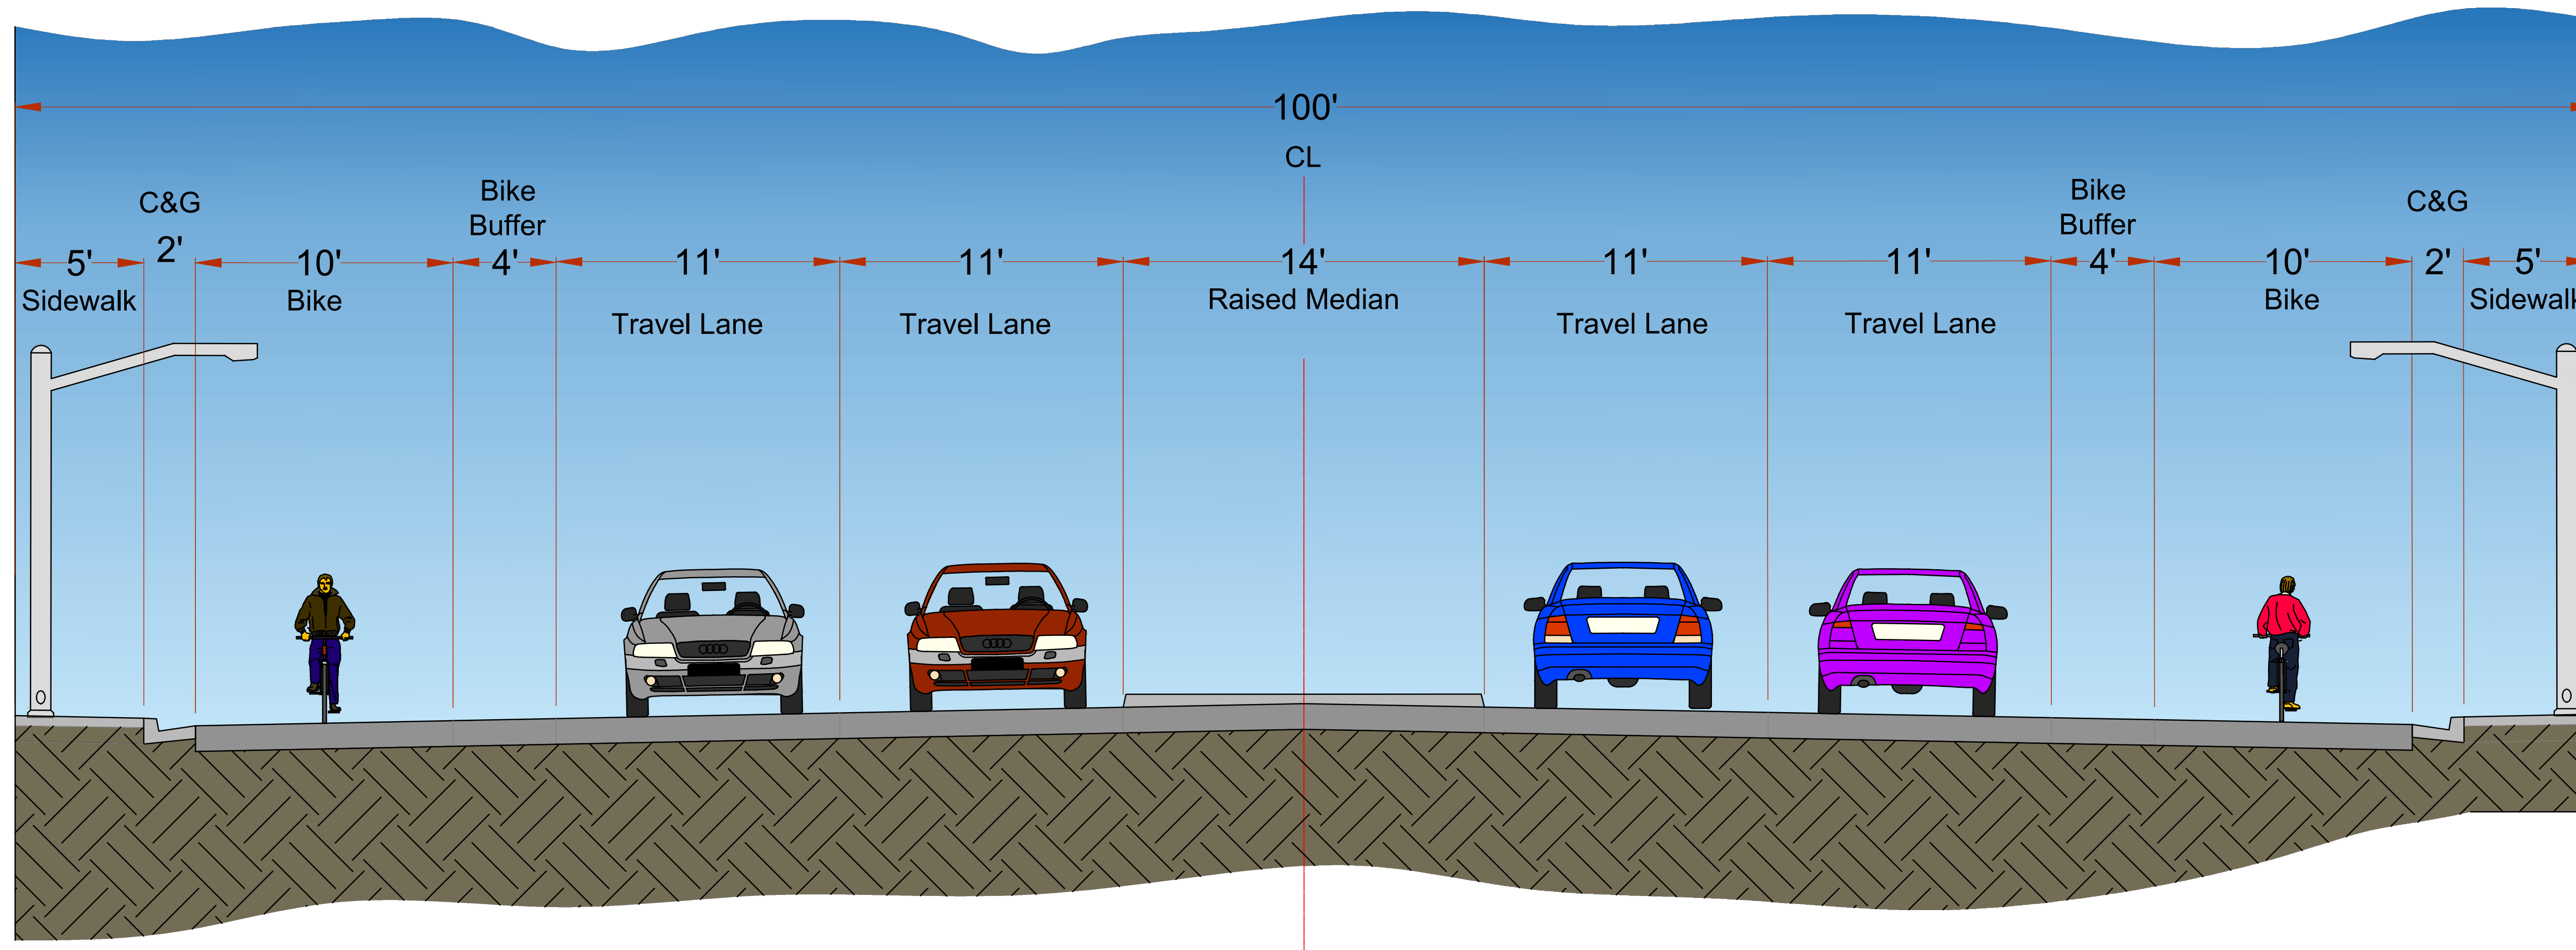 100'
CL
C&G
Bike
Buffer
Bike
Buffer
C&G
5'
2'
10'
4'
11'
11'
14'
11'
11'
4'
10'
2'
5'
Sidewalk
Bike
Travel Lane
Travel Lane
Raised Median
Travel Lane
Travel Lane
Bike
Sidewalk